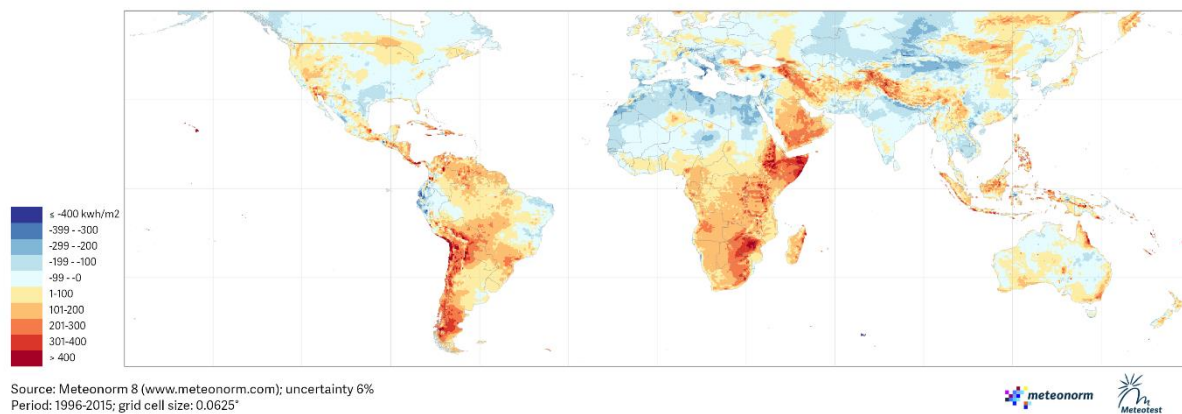 ≤ -400 kwh/m2
-399 - -300
-299 - -200
-199 - -100
-99 - -0
1-100
101-200
201-300
301-400
> 400
Source: Meteonorm 8 (www.meteonorm.com); uncertainty 6%
Period: 1996-2015; grid cell size: 0.0625°
meteonorm
Meteotest